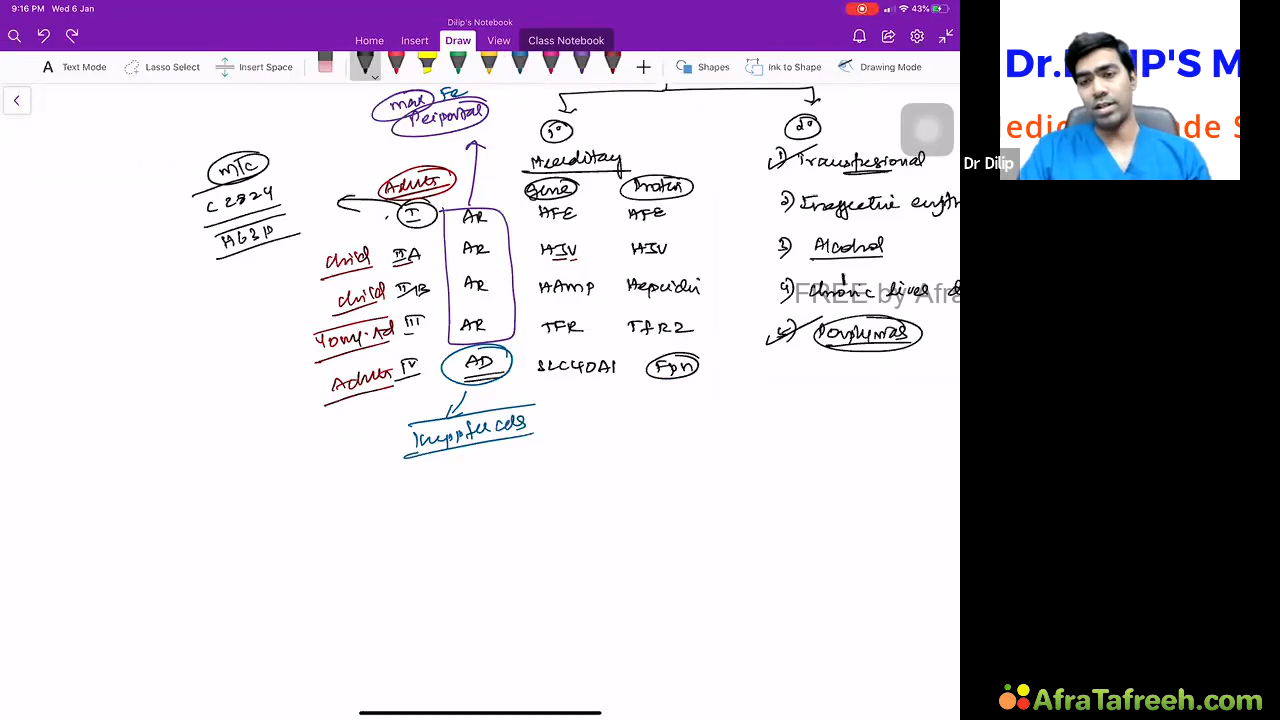 9:16 PM Wed 6 Jan
43%
Dilip's Notebook
Home Insert Draw View Class Notebook
Text Mode Lasso Select Insert Space Shapes Ink to Shape Drawing Mode
Dr.D IP'S M
edic de S
Dr Dilip
max Fe
Periportal
1° 2°
Hereditary
Gene Protein
MTC
C282Y
H63D
Adults
I AR HFE HFE
child IIA AR HJV HJV
child IIB AR HAMP Hepcidin
Young.Ad III AR TFR TFR2
Adults IV AD SLC40A1 Fpn
Kuppfer cells
1) Transfusional
2) Ineffective eryth
3) Alcohol
4) Chronic liver d
5) Porphyrias
FREE by Afra
AfraTafreeh.com